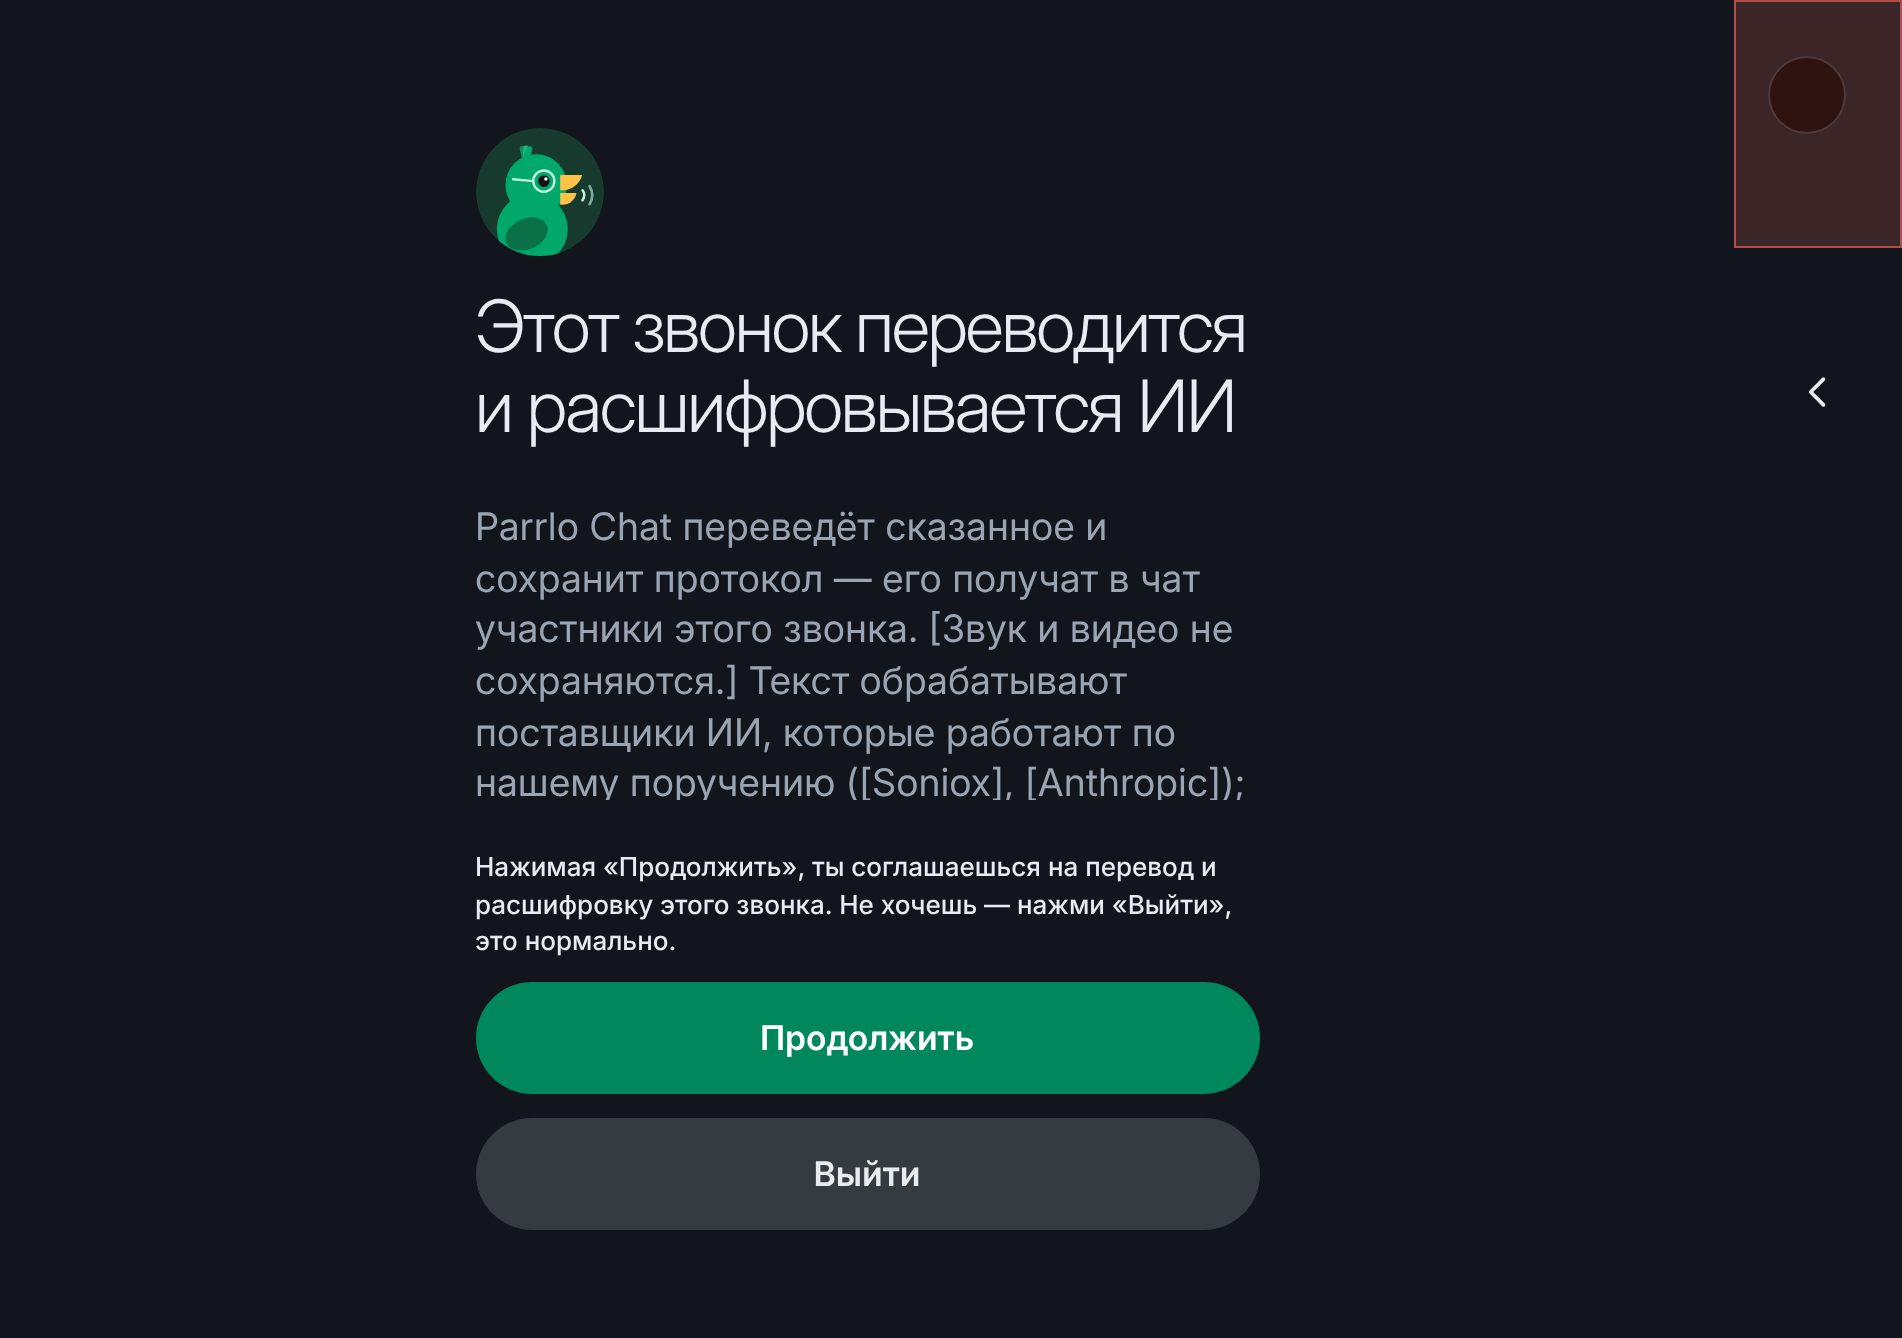 Этот звонок переводится
и расшифровывается ИИ
Parrlo Chat переведёт сказанное и
сохранит протокол — его получат в чат
участники этого звонка. [Звук и видео не
сохраняются.] Текст обрабатывают
поставщики ИИ, которые работают по
нашему поручению ([Soniox], [Anthropic]);
Нажимая «Продолжить», ты соглашаешься на перевод и
расшифровку этого звонка. Не хочешь — нажми «Выйти»,
это нормально.
Продолжить
Выйти